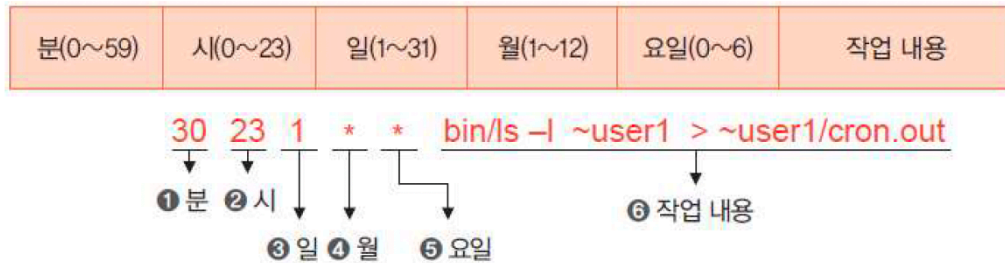 분(0~59) 시(0~23) 일(1~31) 월(1~12) 요일(0~6) 작업 내용
30 23 1 * * bin/ls –l ~user1 > ~user1/cron.out
❶ 분 ❷ 시 ❻ 작업 내용
❸ 일 ❹ 월 ❺ 요일